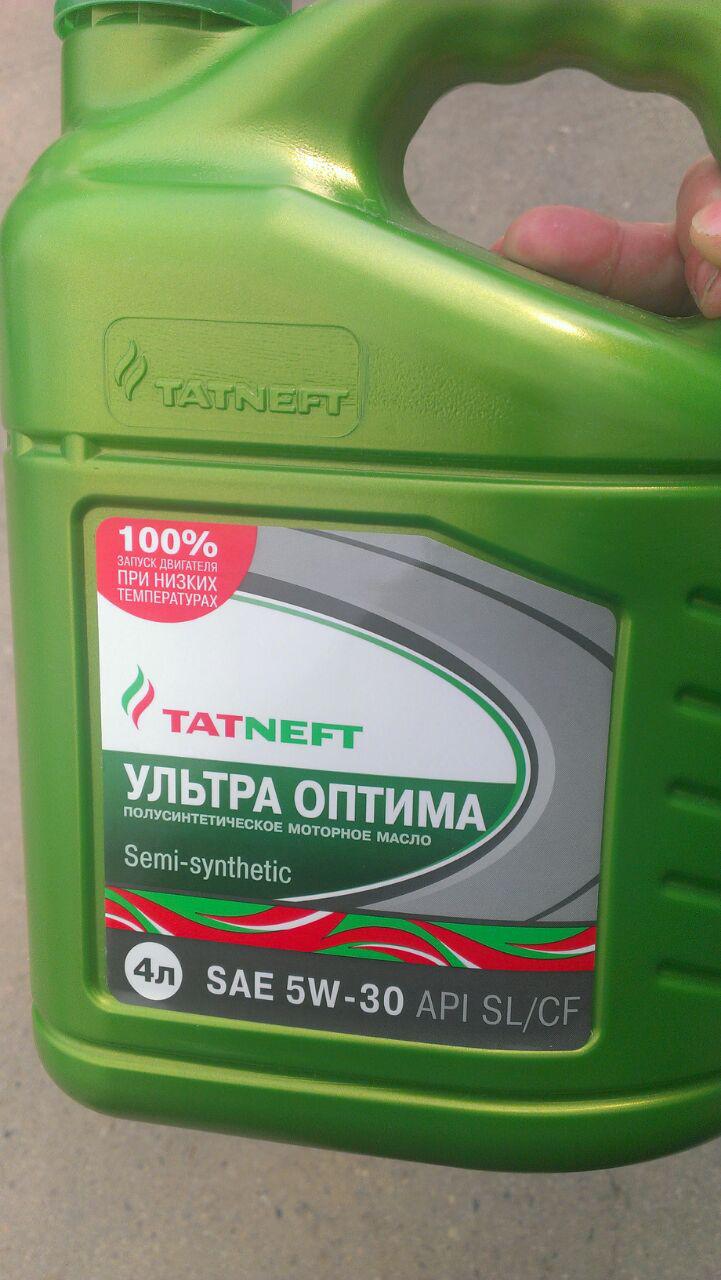 TATNEFT
100%
ЗАПУСК ДВИГАТЕЛЯ
ПРИ НИЗКИХ
ТЕМПЕРАТУРАХ
TATNEFT
УЛЬТРА ОПТИМА
ПОЛУСИНТЕТИЧЕСКОЕ МОТОРНОЕ МАСЛО
Semi-synthetic
4л SAE 5W-30 API SL/CF